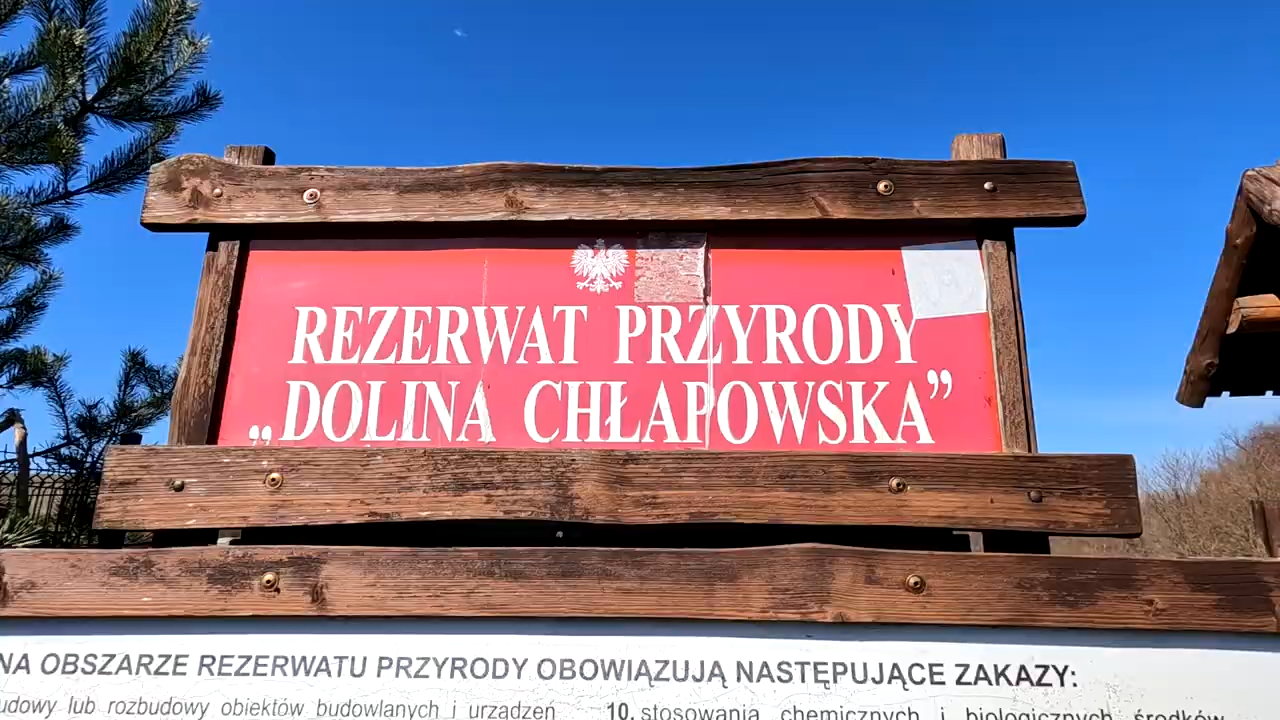 REZERWAT PRZYRODY
„DOLINA CHŁAPOWSKA”
NA OBSZARZE REZERWATU PRZYRODY OBOWIĄZUJĄ NASTĘPUJĄCE ZAKAZY:
lub rozbudowy obiektów budowlanych i urządzeń
10. stosowania chemicznych i biologicznych środków